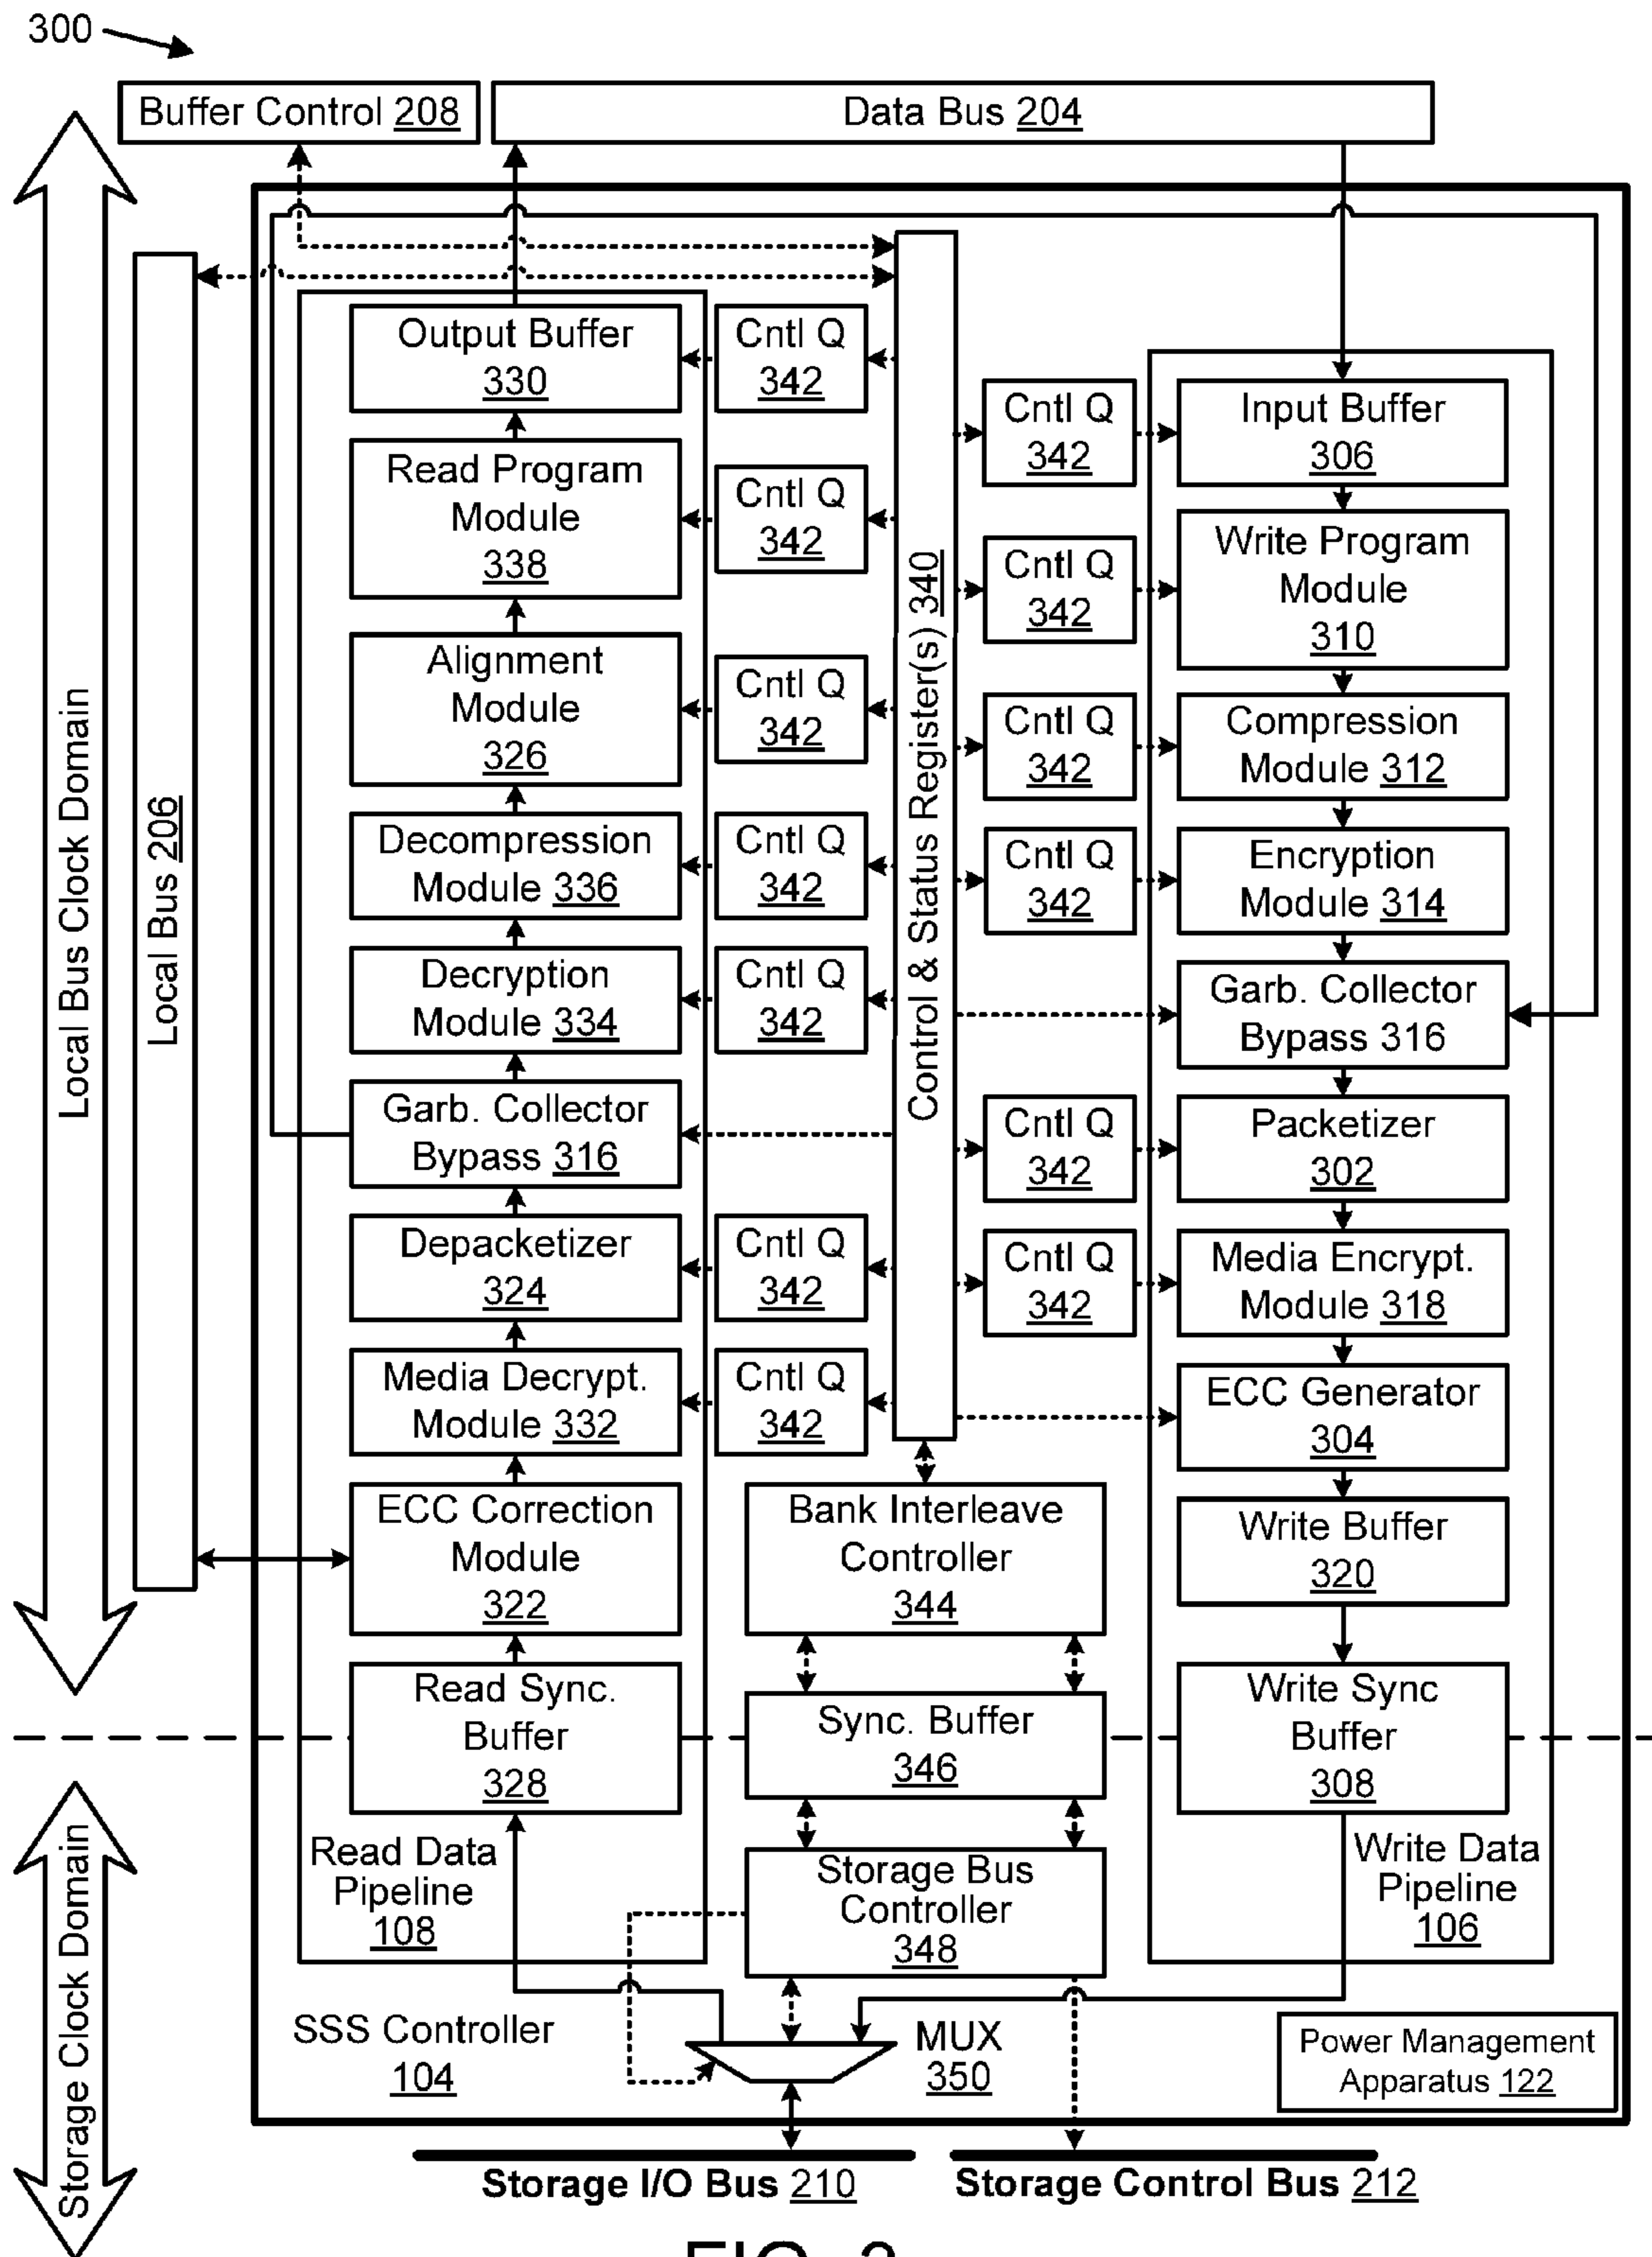 300
Buffer Control 208
Data Bus 204
Local Bus Clock Domain
Local Bus 206
Output Buffer
330
Read Program
Module
338
Alignment
Module
326
Decompression
Module 336
Decryption
Module 334
Garb. Collector
Bypass 316
Depacketizer
324
Media Decrypt.
Module 332
ECC Correction
Module
322
Read Sync.
Buffer
328
Read Data
Pipeline
108
Cntl Q
342
Cntl Q
342
Cntl Q
342
Cntl Q
342
Cntl Q
342
Cntl Q
342
Cntl Q
342
Control & Status Register(s) 340
Cntl Q
342
Cntl Q
342
Cntl Q
342
Cntl Q
342
Cntl Q
342
Cntl Q
342
Input Buffer
306
Write Program
Module
310
Compression
Module 312
Encryption
Module 314
Garb. Collector
Bypass 316
Packetizer
302
Media Encrypt.
Module 318
ECC Generator
304
Write Buffer
320
Write Sync
Buffer
308
Write Data
Pipeline
106
Bank Interleave
Controller
344
Sync. Buffer
346
Storage Bus
Controller
348
Storage Clock Domain
SSS Controller
104
MUX
350
Power Management
Apparatus 122
Storage I/O Bus 210
Storage Control Bus 212